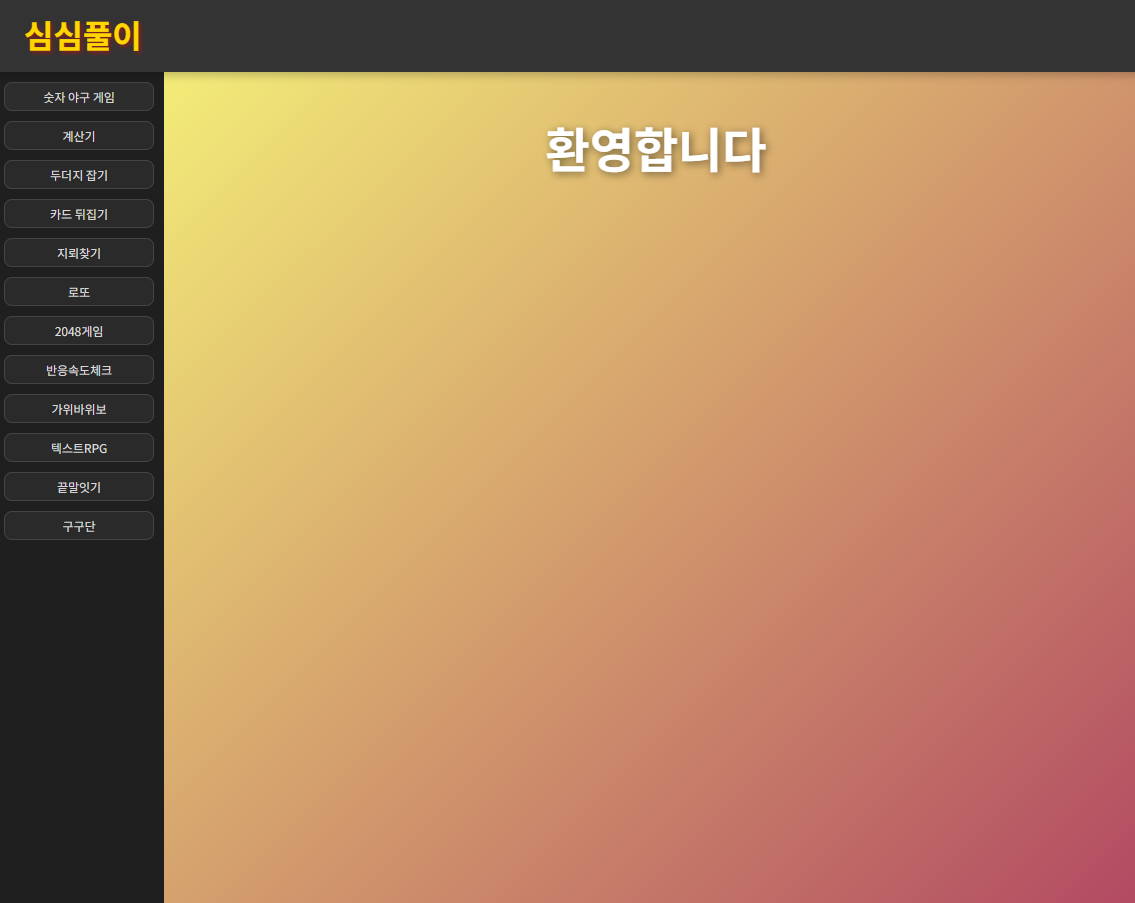 심심풀이
숫자 야구 게임
계산기
두더지 잡기
카드 뒤집기
지뢰찾기
로또
2048게임
반응속도체크
가위바위보
텍스트RPG
끝말잇기
구구단
환영합니다